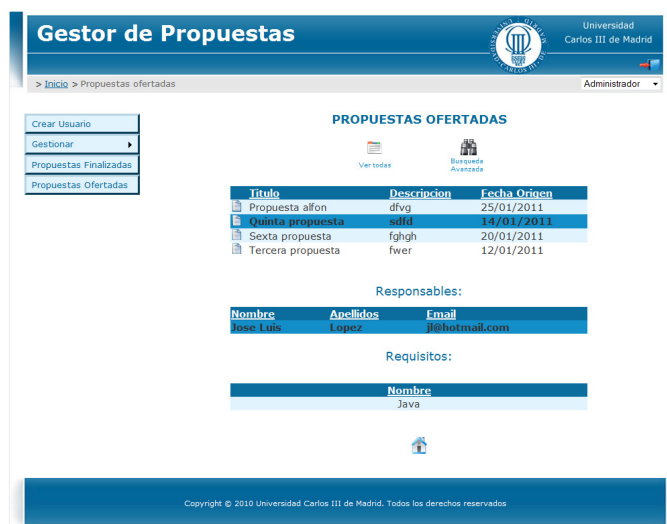 Gestor de Propuestas
Universidad
Carlos III de Madrid
> Inicio > Propuestas ofertadas
Administrador
Crear Usuario
Gestionar
Propuestas Finalizadas
Propuestas Ofertadas
PROPUESTAS OFERTADAS
Ver todas
Busqueda
Avanzada
Titulo Descripcion Fecha Origen
Propuesta alfon dfvg 25/01/2011
Quinta propuesta sdfd 14/01/2011
Sexta propuesta fghgh 20/01/2011
Tercera propuesta fwer 12/01/2011
Responsables:
Nombre Apellidos Email
Jose Luis Lopez jl@hotmail.com
Requisitos:
Nombre
Java
Copyright © 2010 Universidad Carlos III de Madrid. Todos los derechos reservados